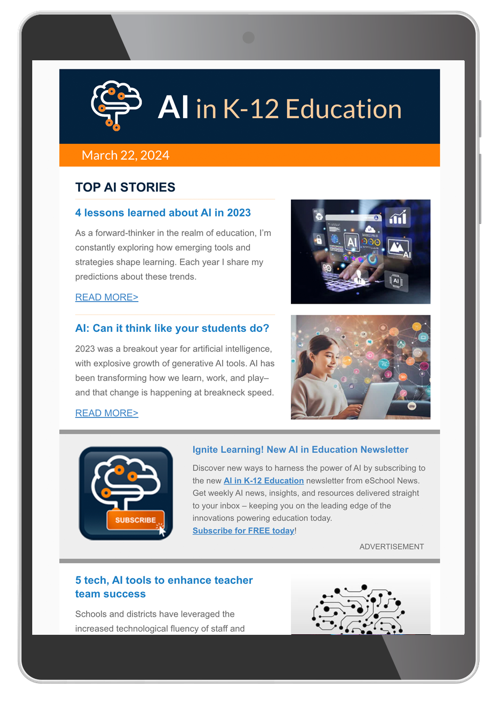 AI in K-12 Education
March 22, 2024
TOP AI STORIES
4 lessons learned about AI in 2023
As a forward-thinker in the realm of education, I'm
constantly exploring how emerging tools and
strategies shape learning. Each year I share my
predictions about these trends.
READ MORE>
AI
AI
AI
AI: Can it think like your students do?
2023 was a breakout year for artificial intelligence,
with explosive growth of generative AI tools. AI has
been transforming how we learn, work, and play–
and that change is happening at breakneck speed.
READ MORE>
SUBSCRIBE
Ignite Learning! New AI in Education Newsletter
Discover new ways to harness the power of AI by subscribing to
the new AI in K-12 Education newsletter from eSchool News.
Get weekly AI news, insights, and resources delivered straight
to your inbox – keeping you on the leading edge of the
innovations powering education today.
Subscribe for FREE today!
ADVERTISEMENT
5 tech, AI tools to enhance teacher
team success
Schools and districts have leveraged the
increased technological fluency of staff and